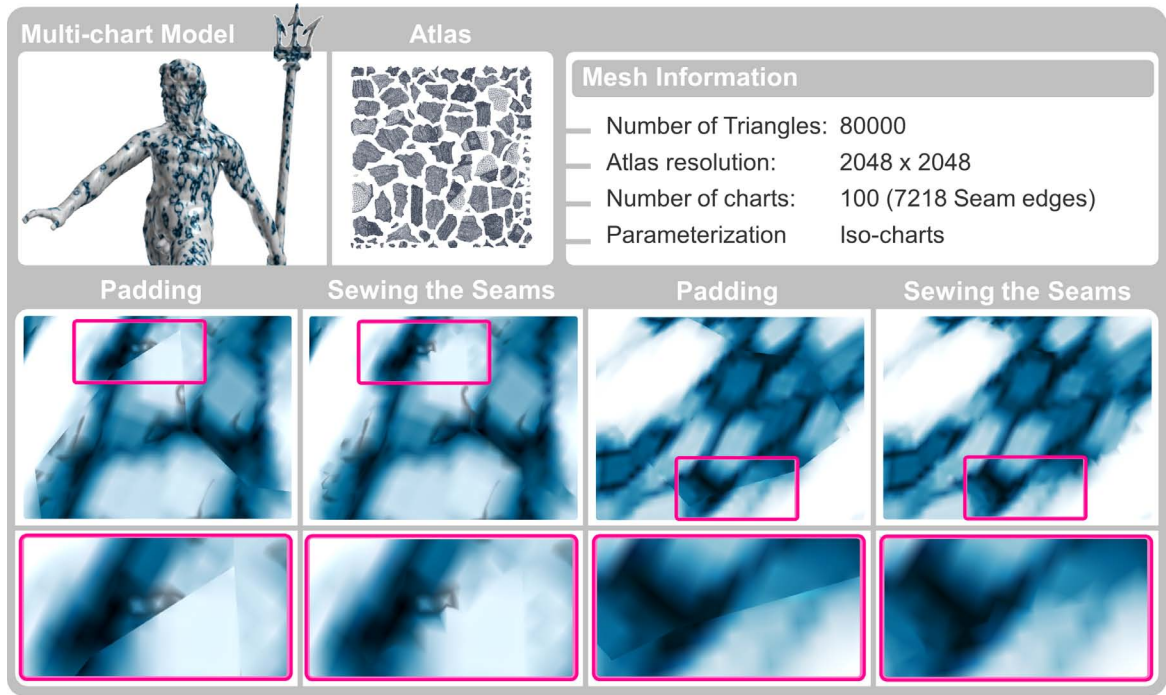 Multi-chart Model
Atlas
Mesh Information
Number of Triangles: 80000
Atlas resolution: 2048 x 2048
Number of charts: 100 (7218 Seam edges)
Parameterization Iso-charts
Padding
Sewing the Seams
Padding
Sewing the Seams